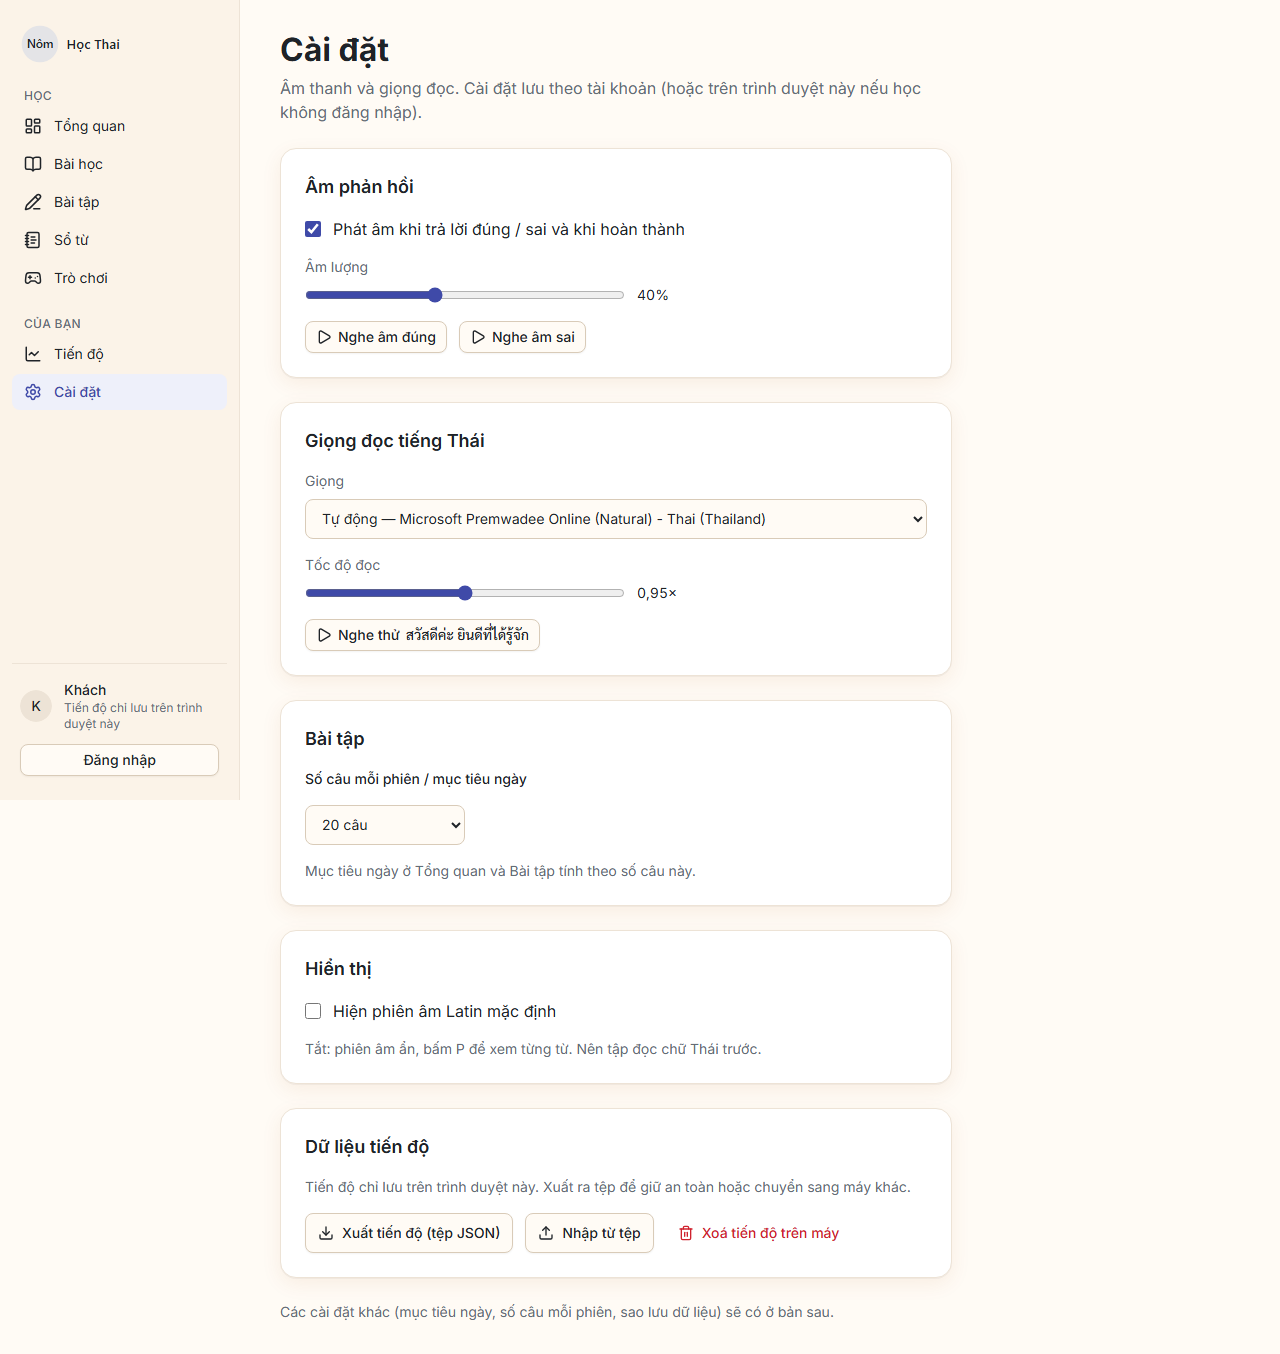 Nôm
Học Thai
HỌC
Tổng quan
Bài học
Bài tập
Sổ từ
Trò chơi
CỦA BẠN
Tiến độ
Cài đặt
K
Khách
Tiến độ chỉ lưu trên trình
duyệt này
Đăng nhập
Cài đặt
Âm thanh và giọng đọc. Cài đặt lưu theo tài khoản (hoặc trên trình duyệt này nếu học
không đăng nhập).
Âm phản hồi
Phát âm khi trả lời đúng / sai và khi hoàn thành
Âm lượng
40%
Nghe âm đúng
Nghe âm sai
Giọng đọc tiếng Thái
Giọng
Tự động — Microsoft Premwadee Online (Natural) - Thai (Thailand)
Tốc độ đọc
0,95×
Nghe thử สวัสดีค่ะ ยินดีที่ได้รู้จัก
Bài tập
Số câu mỗi phiên / mục tiêu ngày
20 câu
Mục tiêu ngày ở Tổng quan và Bài tập tính theo số câu này.
Hiển thị
Hiện phiên âm Latin mặc định
Tắt: phiên âm ẩn, bấm P để xem từng từ. Nên tập đọc chữ Thái trước.
Dữ liệu tiến độ
Tiến độ chỉ lưu trên trình duyệt này. Xuất ra tệp để giữ an toàn hoặc chuyển sang máy khác.
Xuất tiến độ (tệp JSON)
Nhập từ tệp
Xoá tiến độ trên máy
Các cài đặt khác (mục tiêu ngày, số câu mỗi phiên, sao lưu dữ liệu) sẽ có ở bản sau.